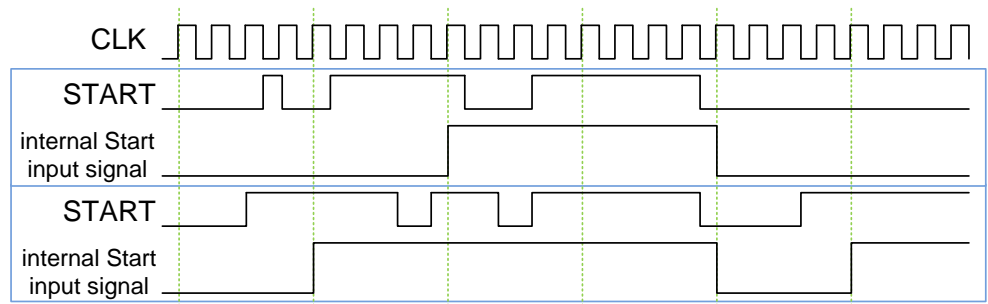 CLK
START
internal Start
input signal
START
internal Start
input signal